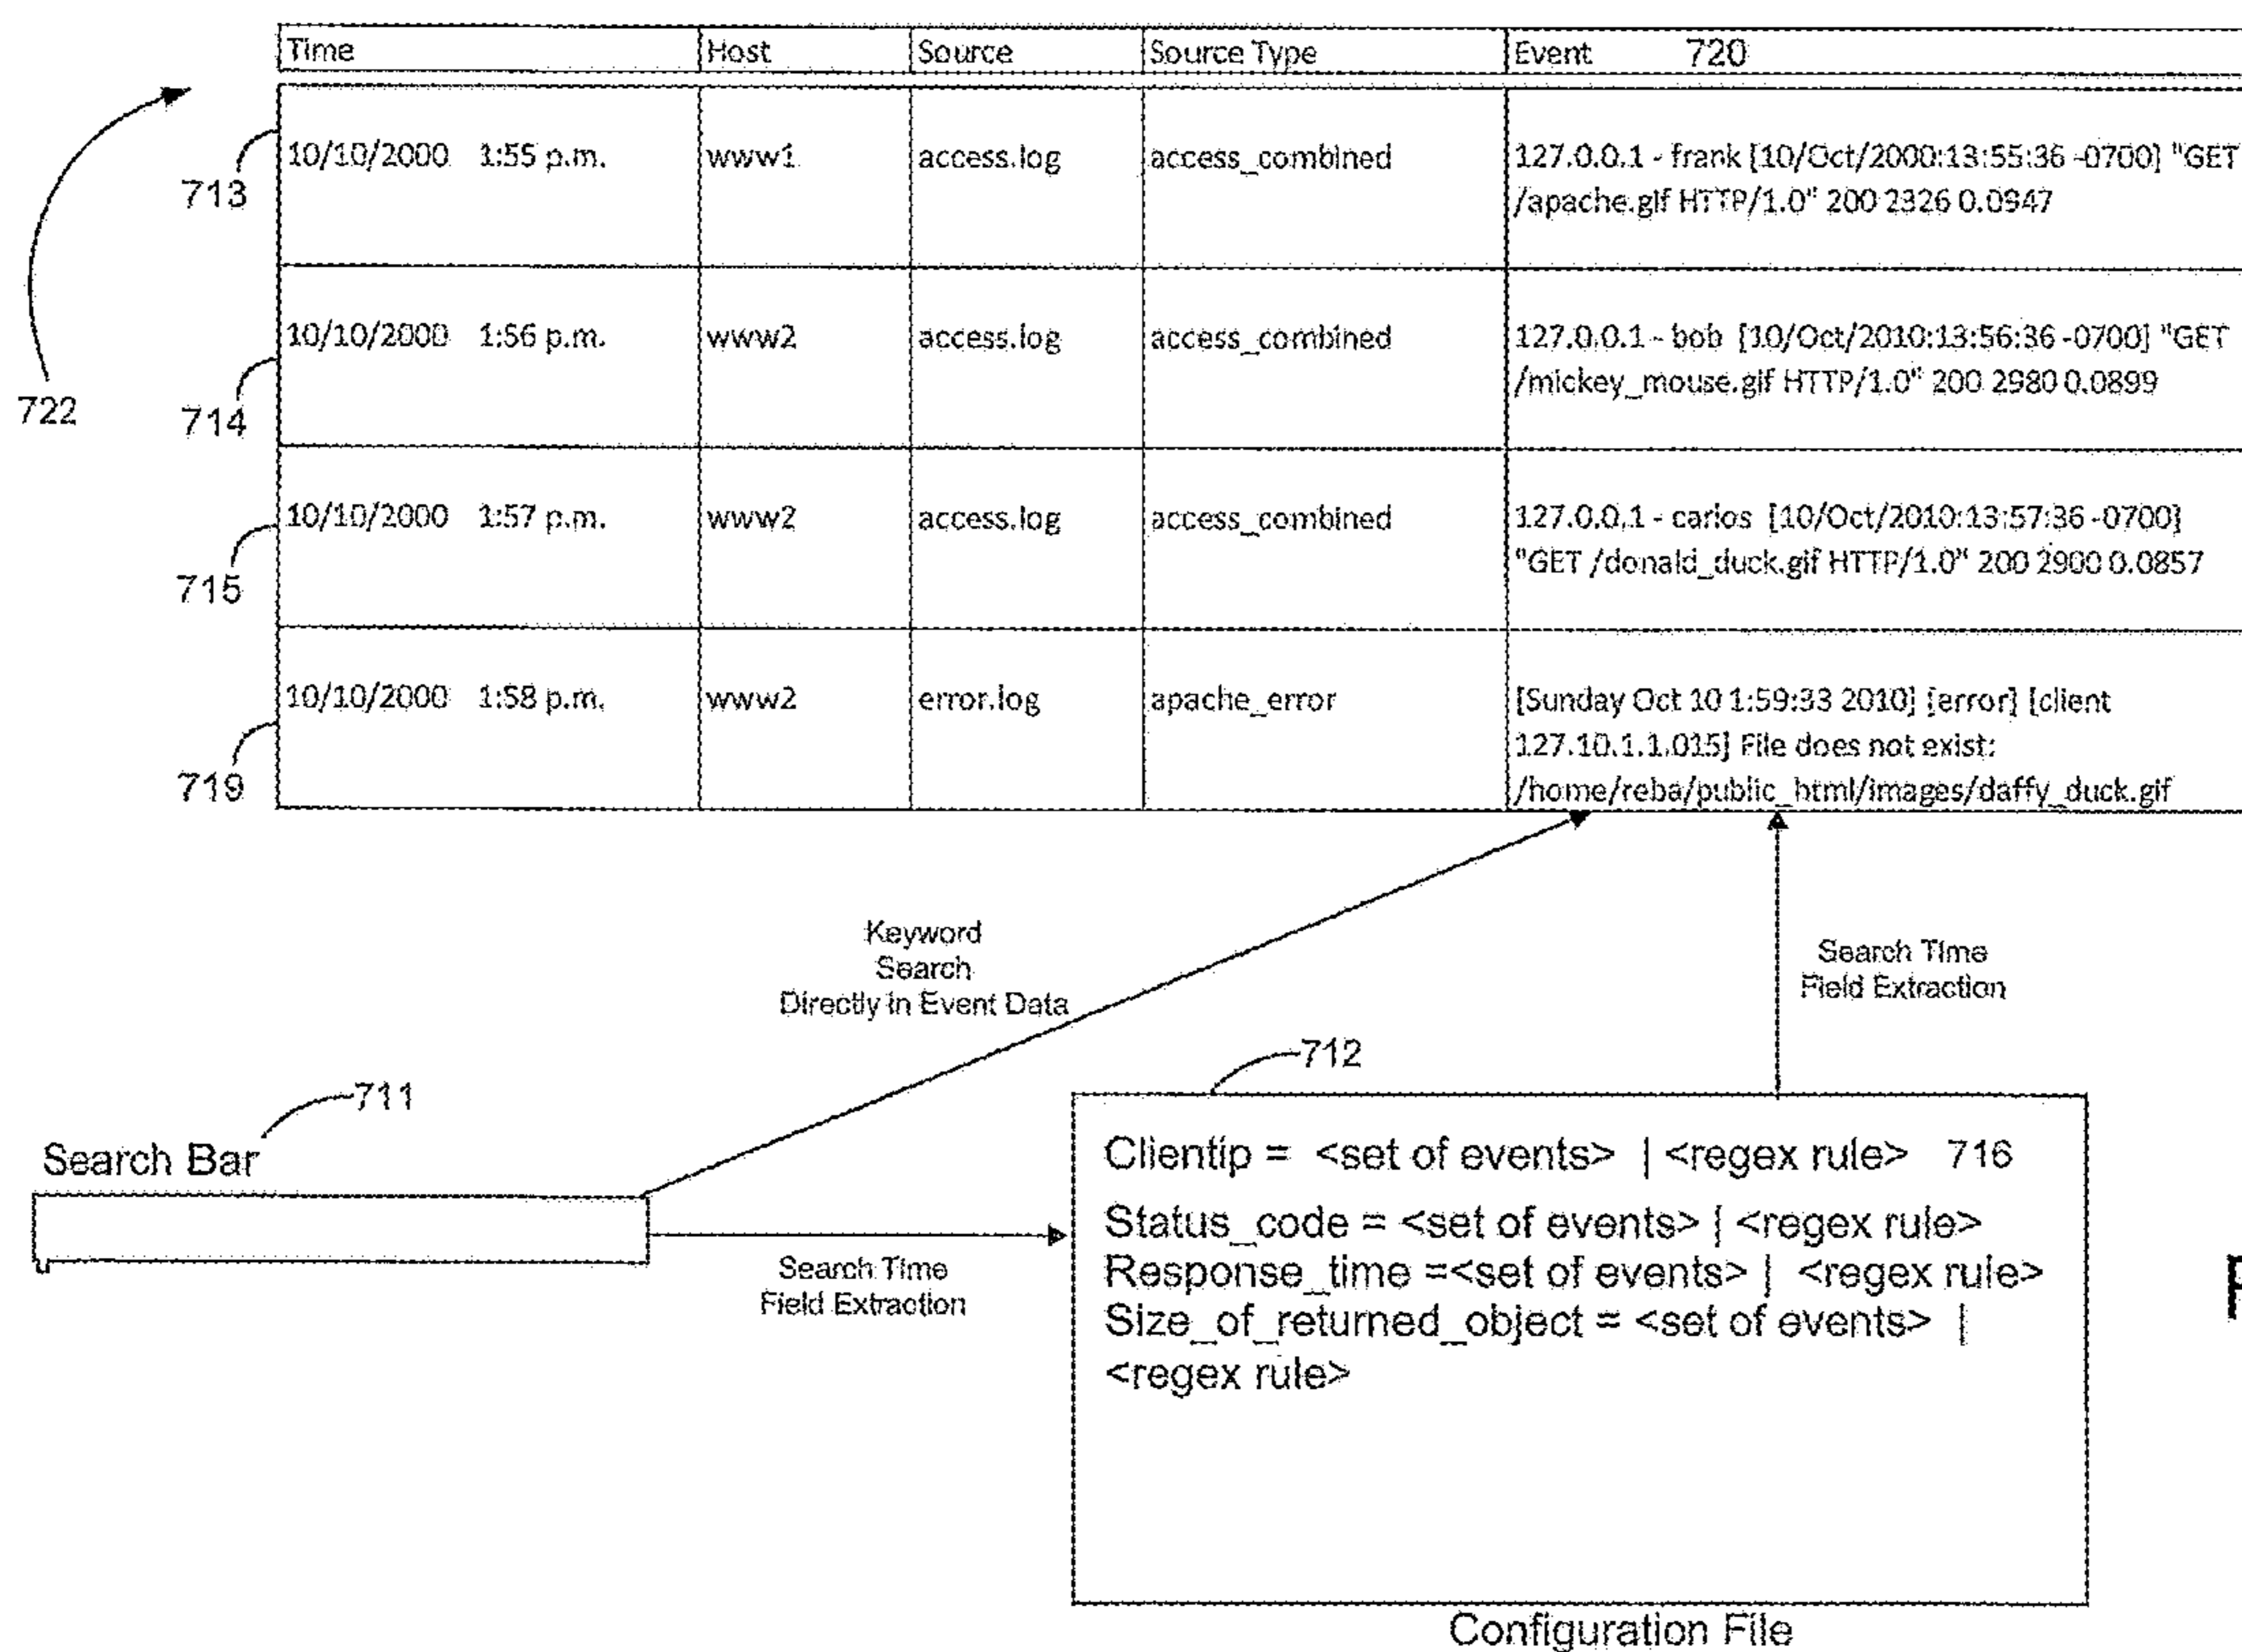 Time Host Source Source Type Event 720
10/10/2000 1:55 p.m. www1 access.log access_combined 127.0.0.1 - frank [10/Oct/2000:13:55:36 -0700] "GET
/apache.gif HTTP/1.0" 200 2326 0.0947
713
10/10/2000 1:56 p.m. www2 access.log access_combined 127.0.0.1 - bob [10/Oct/2010:13:56:36 -0700] "GET
/mickey_mouse.gif HTTP/1.0" 200 2980 0.0899
722
714
10/10/2000 1:57 p.m. www2 access.log access_combined 127.0.0.1 - carlos [10/Oct/2010:13:57:36 -0700]
"GET /donald_duck.gif HTTP/1.0" 200 2900 0.0857
715
10/10/2000 1:58 p.m. www2 error.log apache_error [Sunday Oct 10 1:59:33 2010] [error] [client
127.10.1.1.015] File does not exist:
/home/reba/public_html/images/daffy_duck.gif
719
Keyword
Search
Directly in Event Data
Search Time
Field Extraction
712
711
Search Bar
Search Time
Field Extraction
Clientip = <set of events> | <regex rule> 716
Status_code = <set of events> | <regex rule>
Response_time =<set of events> | <regex rule>
Size_of_returned_object = <set of events> |
<regex rule>
Configuration File